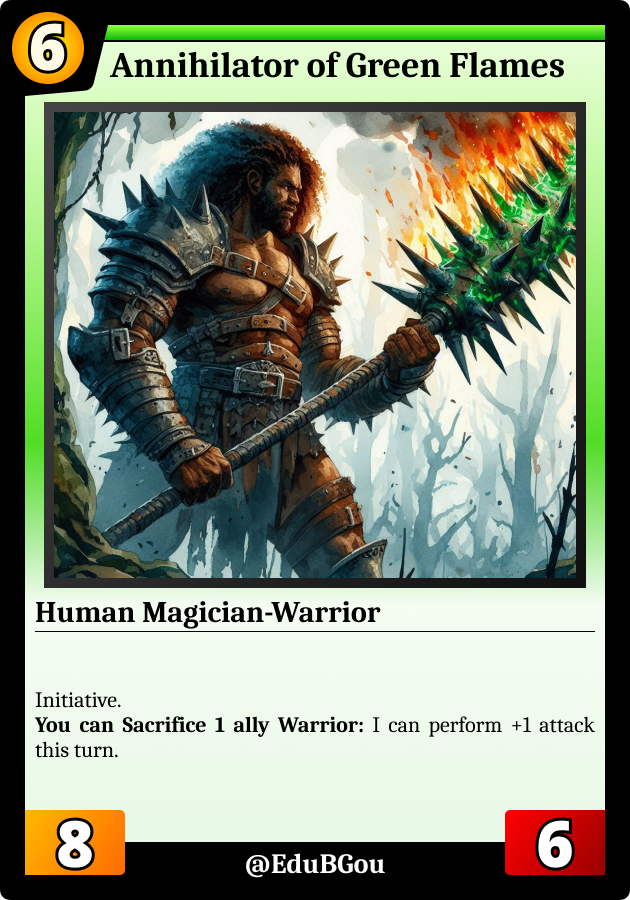 6
Annihilator of Green Flames
Human Magician-Warrior
Initiative.
You can Sacrifice 1 ally Warrior: I can perform +1 attack
this turn.
8
@EduBGou
6